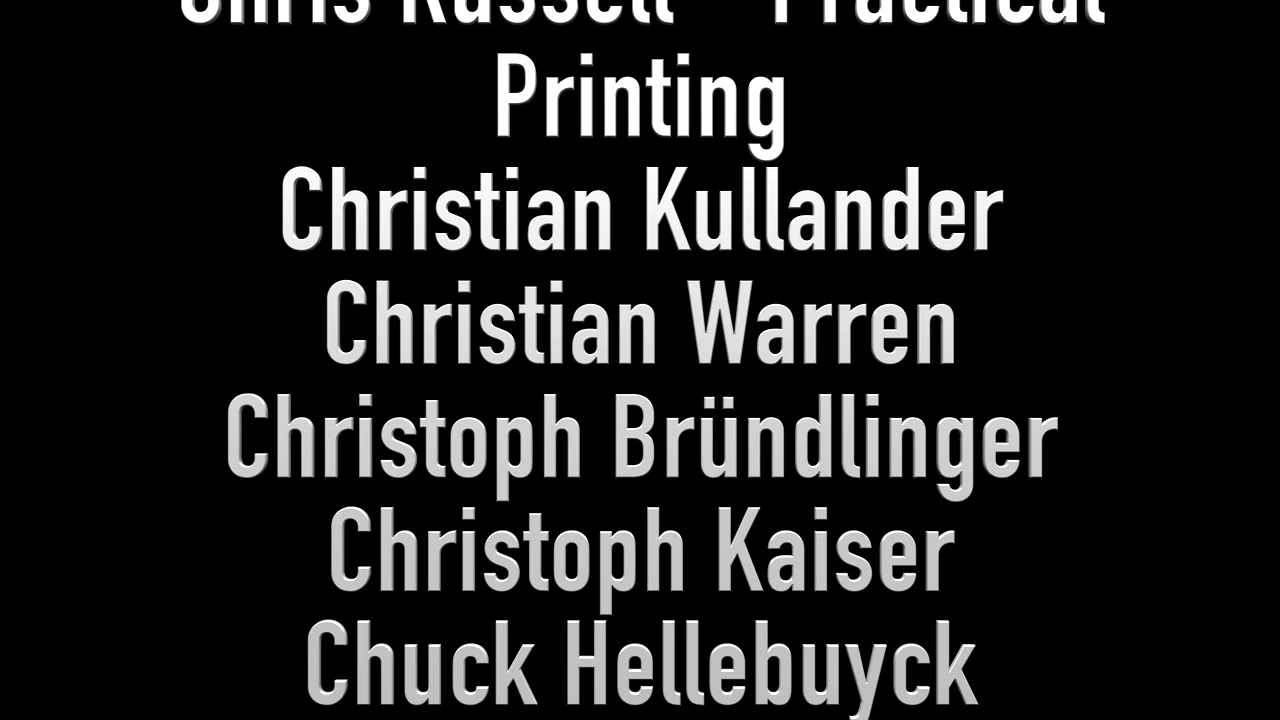 Chris Russell - Practical
Printing
Christian Kullander
Christian Warren
Christoph Bründlinger
Christoph Kaiser
Chuck Hellebuyck